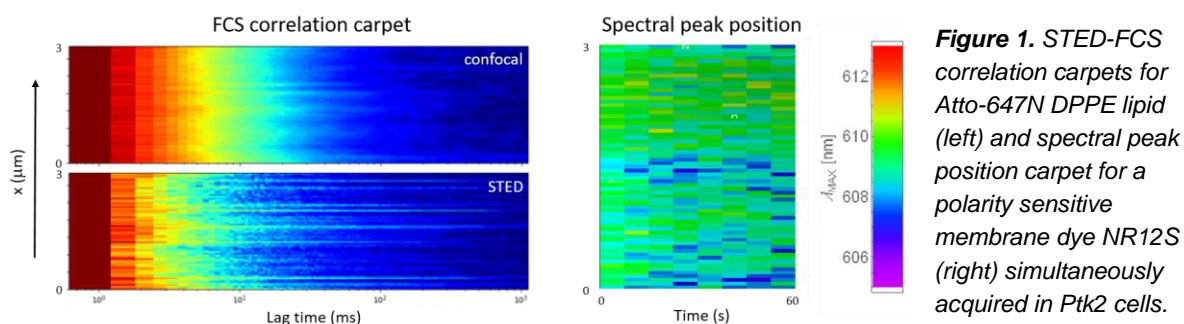 FCS correlation carpet
3
confocal
0
3
STED
0
x (µm)
10⁰
10¹
10²
10³
Lag time (ms)
Spectral peak position
3
0
0
60
Time (s)
612
610
608
606
λMAX [nm]
Figure 1. STED-FCS
correlation carpets for
Atto-647N DPPE lipid
(left) and spectral peak
position carpet for a
polarity sensitive
membrane dye NR12S
(right) simultaneously
acquired in Ptk2 cells.